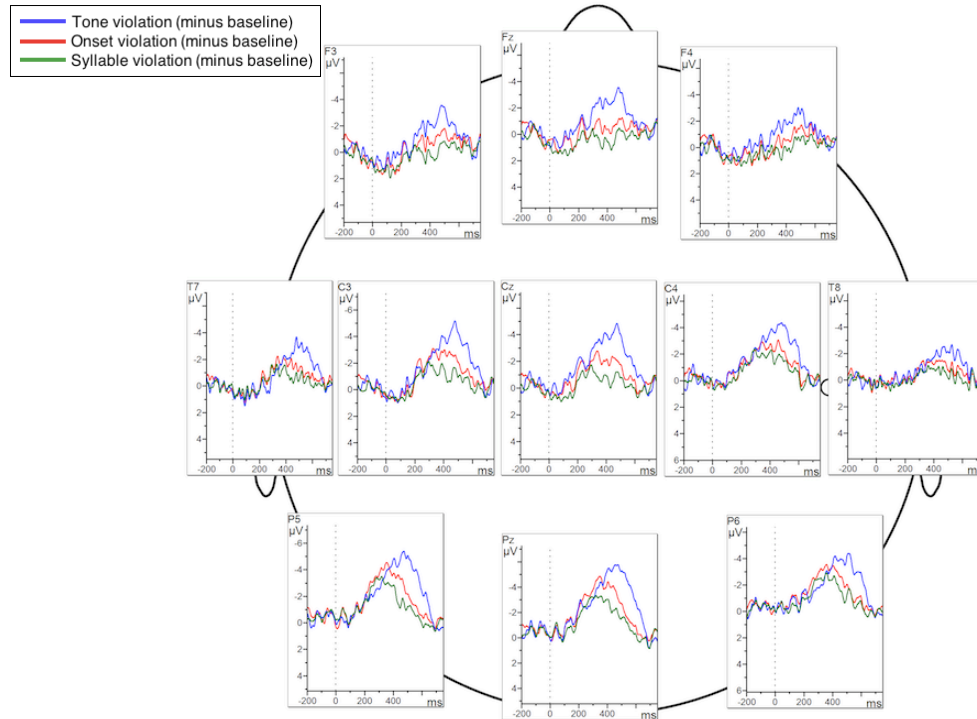 Tone violation (minus baseline)
Onset violation (minus baseline)
Syllable violation (minus baseline)
F3
µV
-4
-2
0
2
4
-200 0 200 400 ms
Fz
µV
-4
-2
0
2
4
-200 0 200 400 ms
F4
µV
-4
-2
0
2
4
-200 0 200 400 ms
T7
µV
-4
-2
0
2
4
-200 0 200 400 ms
C3
µV
-6
-4
-2
0
2
4
-200 0 200 400 ms
Cz
µV
-4
-2
0
2
4
-200 0 200 400 ms
C4
µV
-4
-2
0
2
4
6
-200 0 200 400 ms
T8
µV
-4
-2
0
2
4
-200 0 200 400 ms
P5
µV
-6
-4
-2
0
2
4
-200 0 200 400 ms
Pz
µV
-4
-2
0
2
4
-200 0 200 400 ms
P6
µV
-4
-2
0
2
4
6
-200 0 200 400 ms